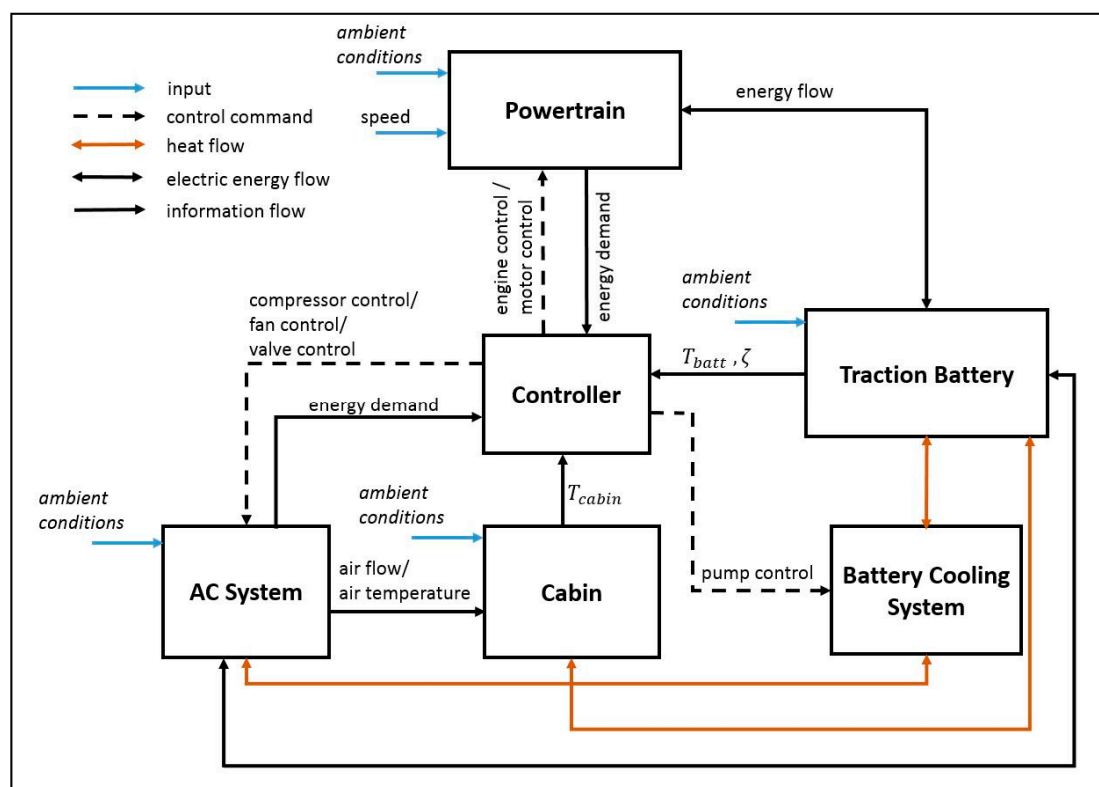 ambient
conditions
input
control command
heat flow
electric energy flow
information flow
speed
Powertrain
energy flow
engine control /
motor control
energy demand
ambient
conditions
compressor control/
fan control/
valve control
Controller
T_batt , ζ
Traction Battery
energy demand
T_cabin
ambient
conditions
ambient
conditions
AC System
air flow/
air temperature
Cabin
pump control
Battery Cooling
System